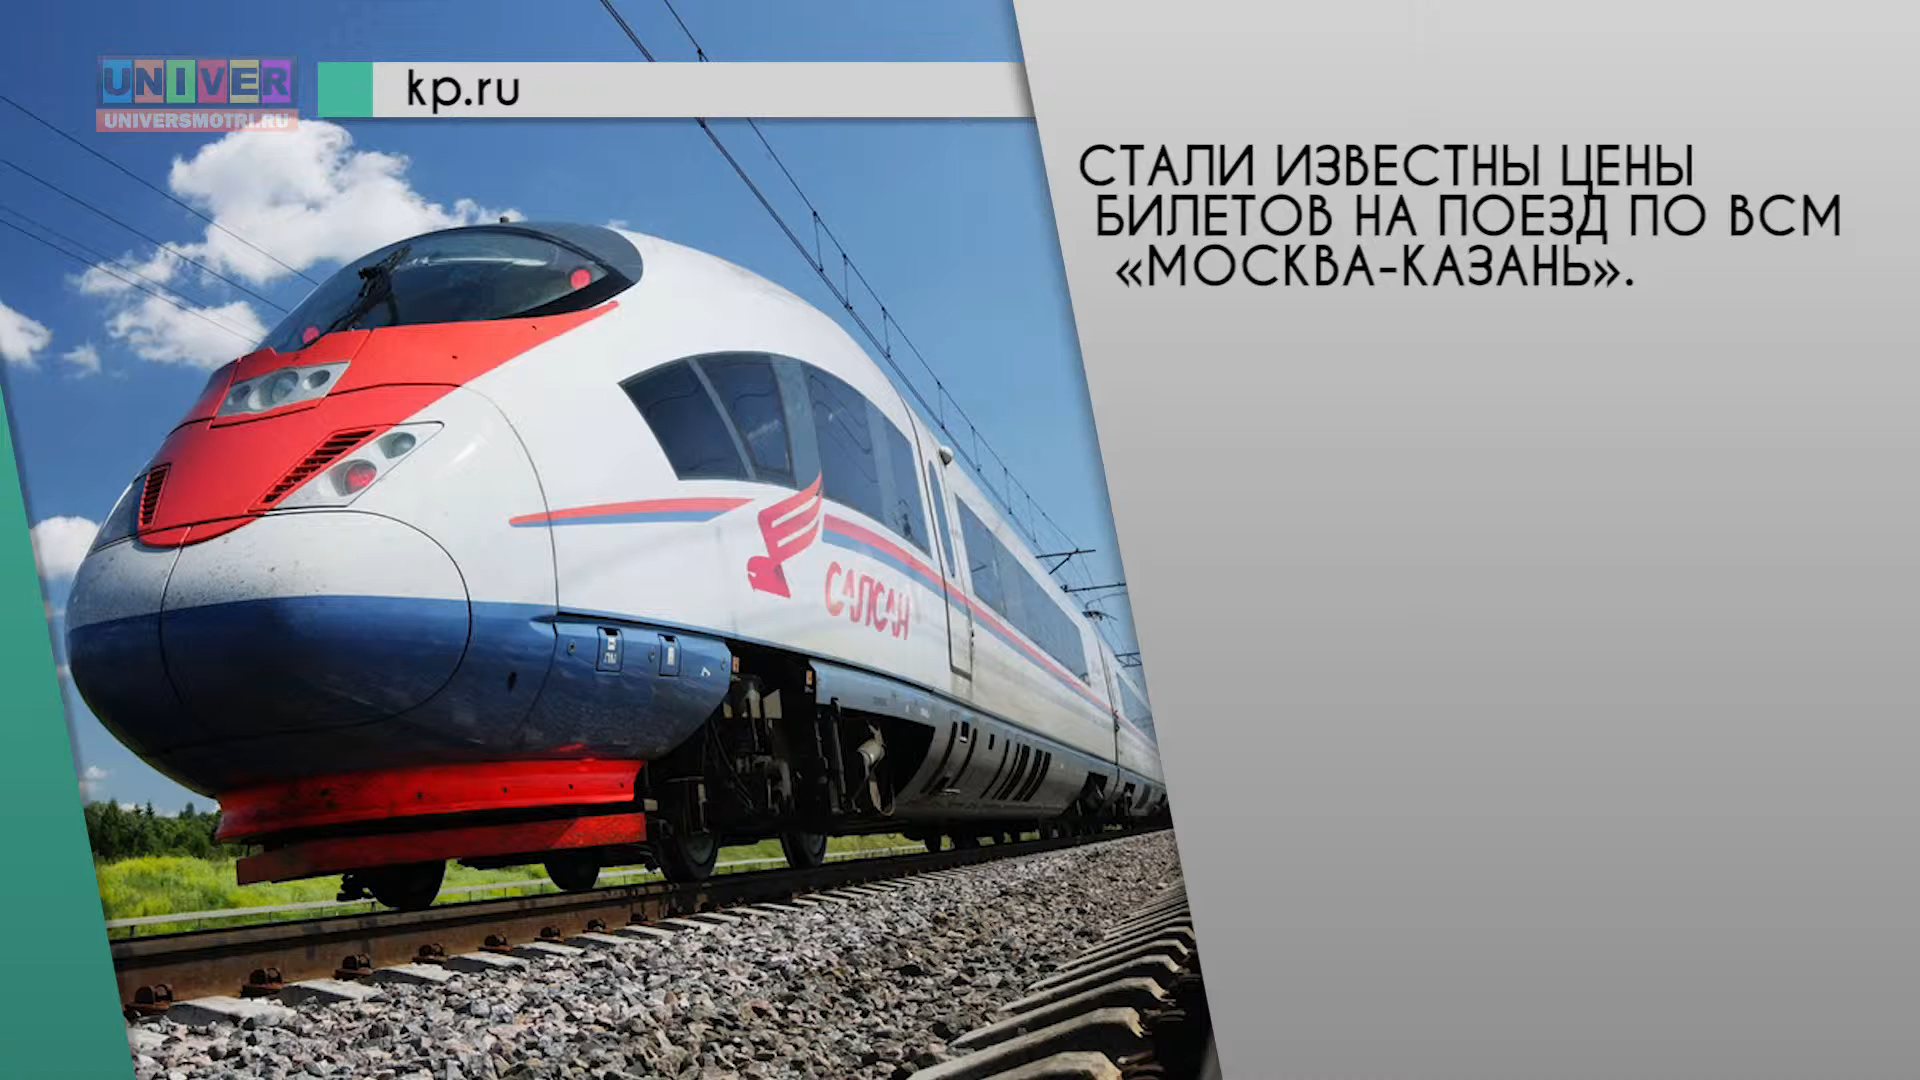 UNIVER
UNIVERSMOTRI.RU
kp.ru
СТАЛИ ИЗВЕСТНЫ ЦЕНЫ
БИЛЕТОВ НА ПОЕЗД ПО ВСМ
«МОСКВА-КАЗАНЬ».
САПСАН